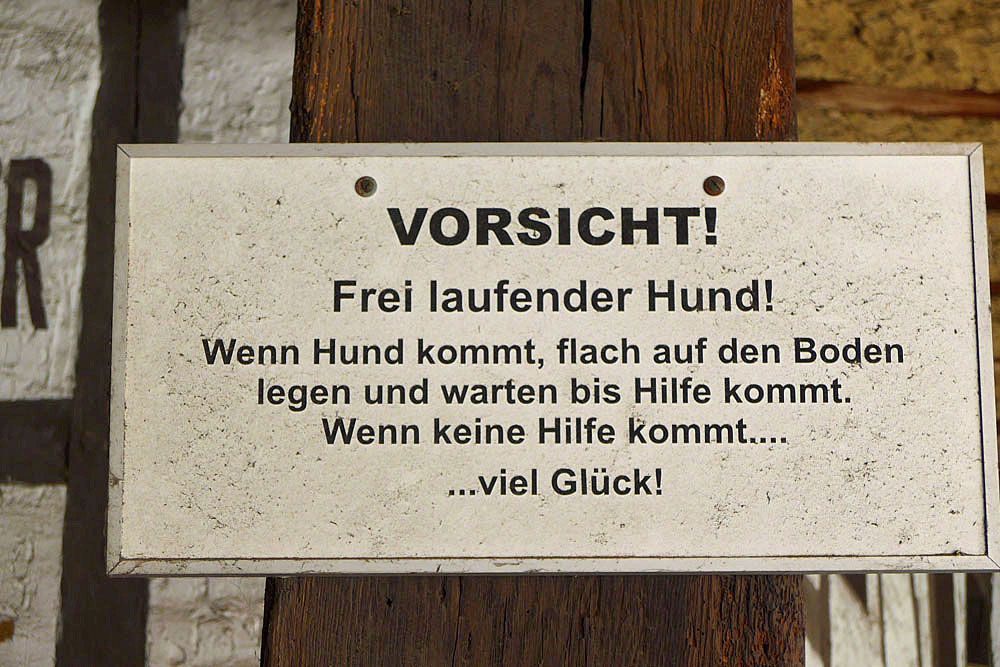 VORSICHT!
Frei laufender Hund!
Wenn Hund kommt, flach auf den Boden
legen und warten bis Hilfe kommt.
Wenn keine Hilfe kommt....
...viel Glück!
R